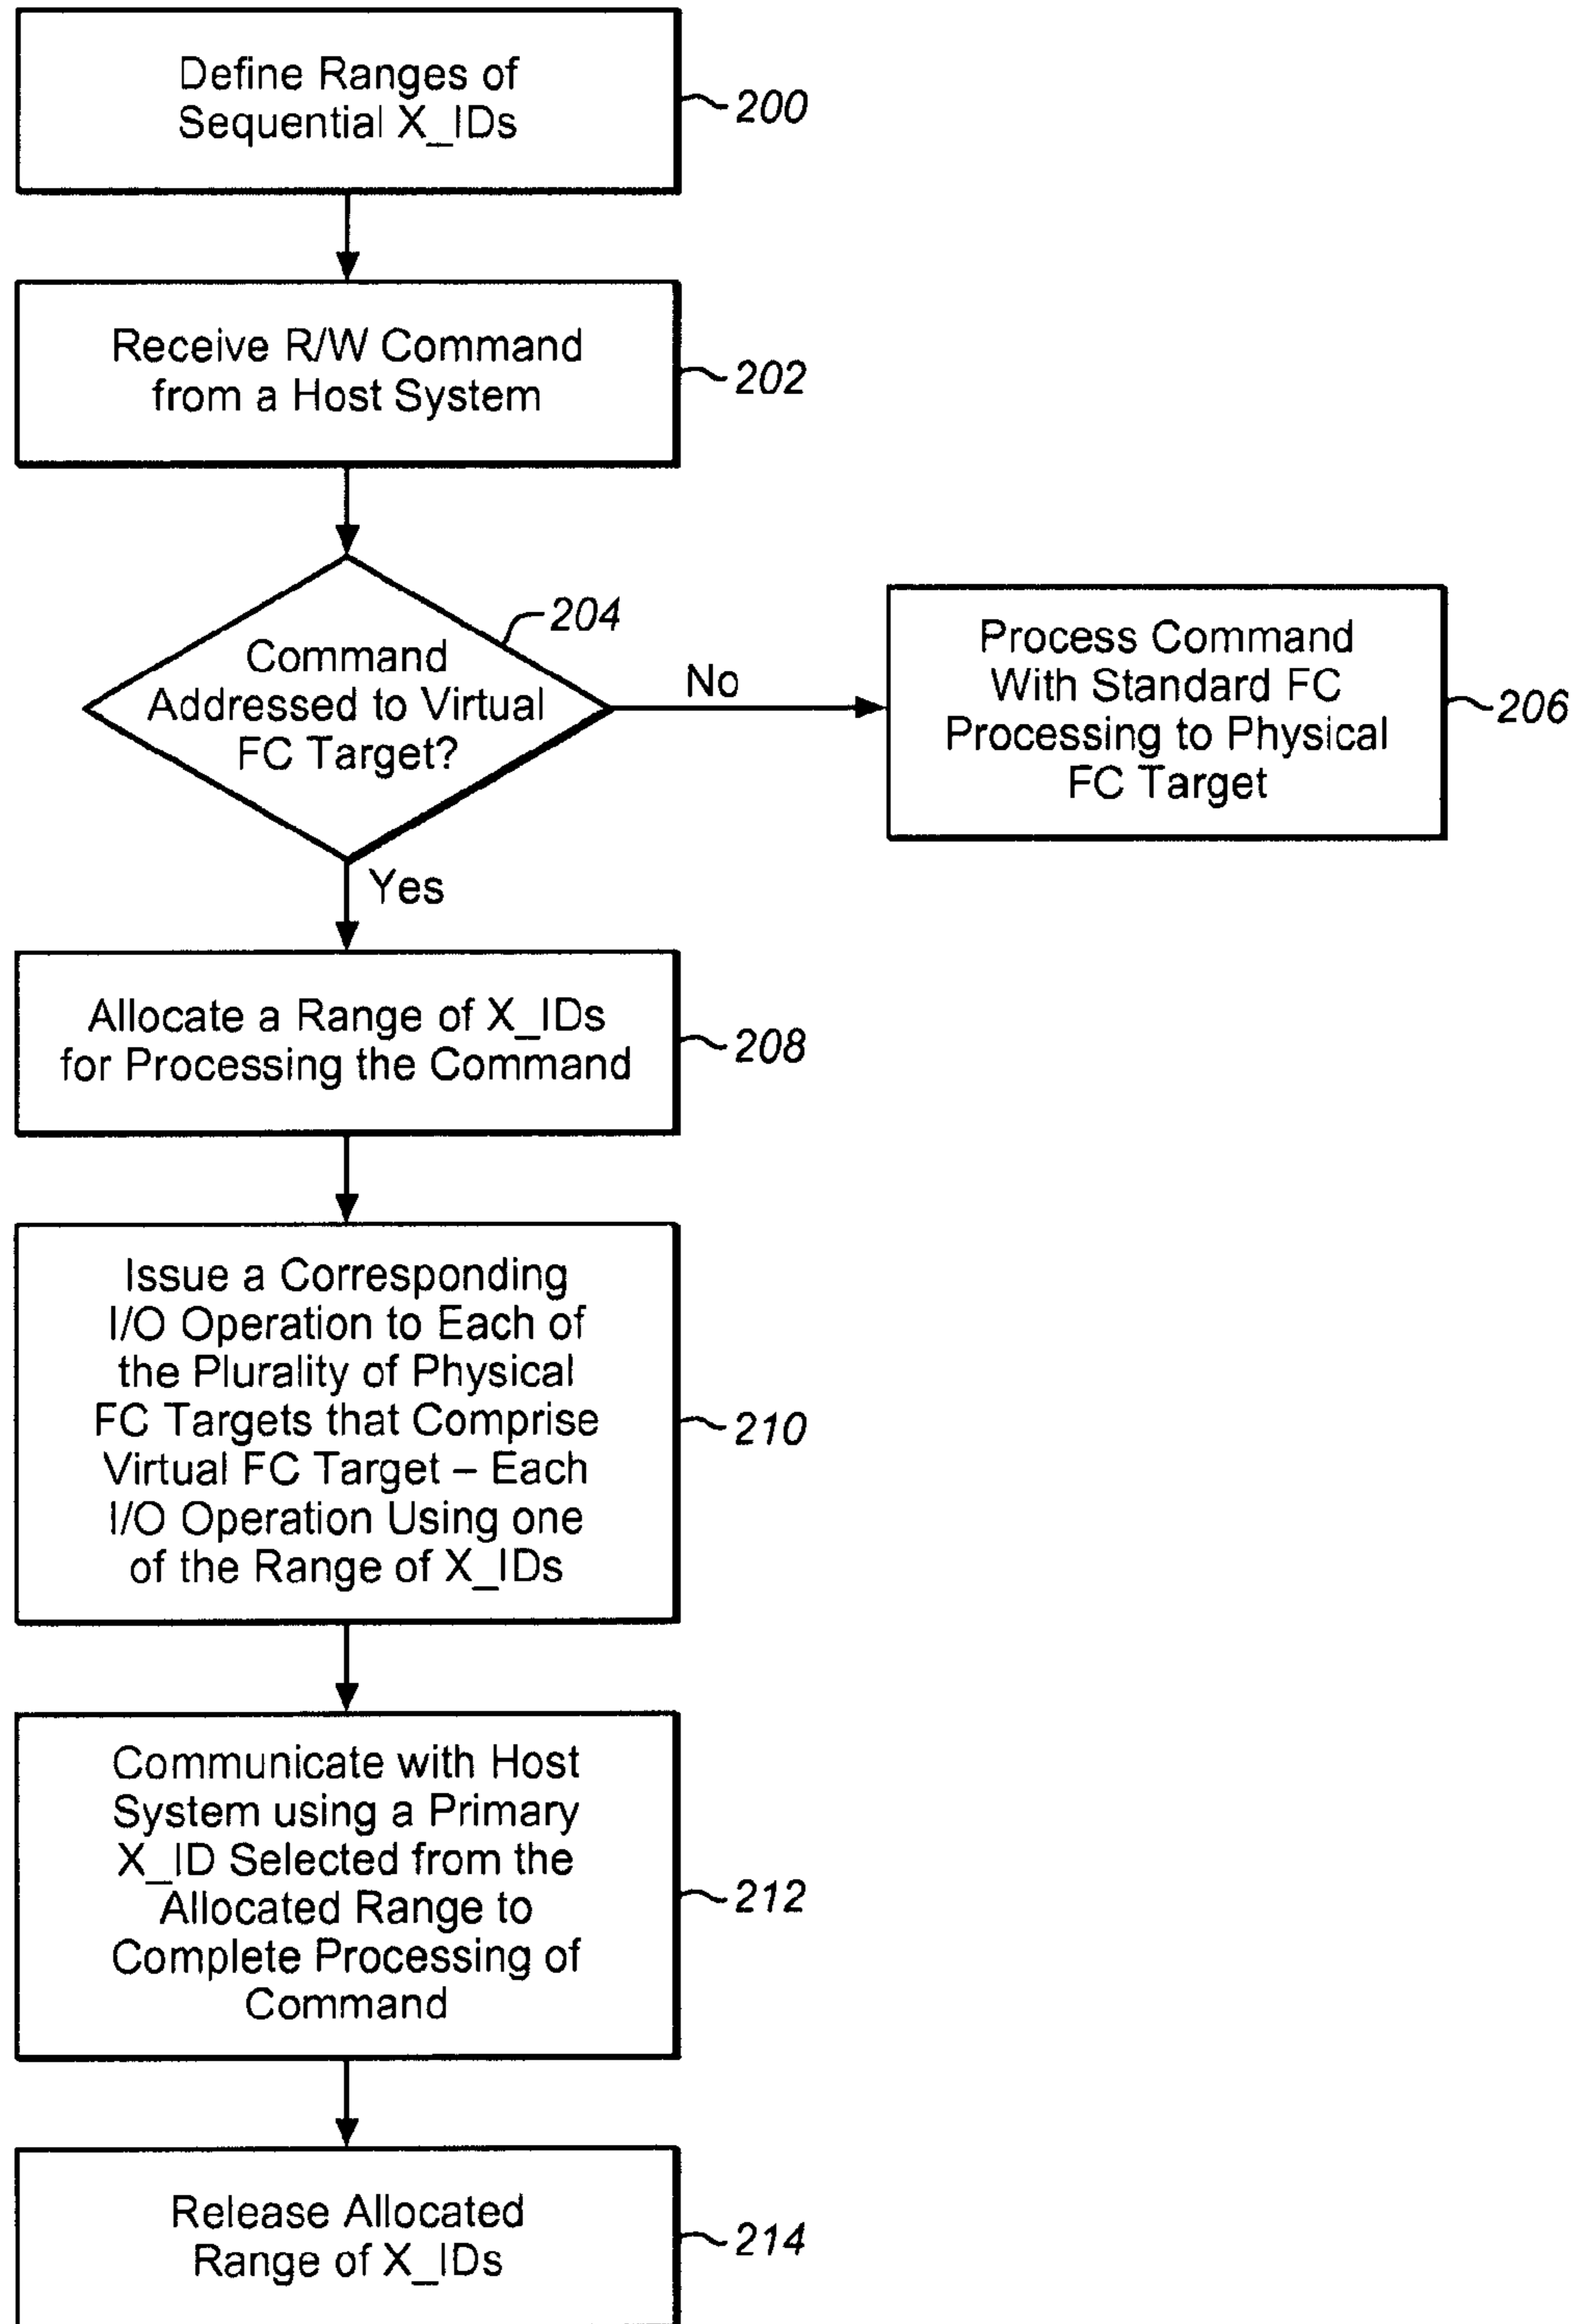 Define Ranges of
Sequential X_IDs
200
Receive R/W Command
from a Host System
202
204
Command
Addressed to Virtual
FC Target?
No
Process Command
With Standard FC
Processing to Physical
FC Target
206
Yes
Allocate a Range of X_IDs
for Processing the Command
208
Issue a Corresponding
I/O Operation to Each of
the Plurality of Physical
FC Targets that Comprise
Virtual FC Target – Each
I/O Operation Using one
of the Range of X_IDs
210
Communicate with Host
System using a Primary
X_ID Selected from the
Allocated Range to
Complete Processing of
Command
212
Release Allocated
Range of X_IDs
214